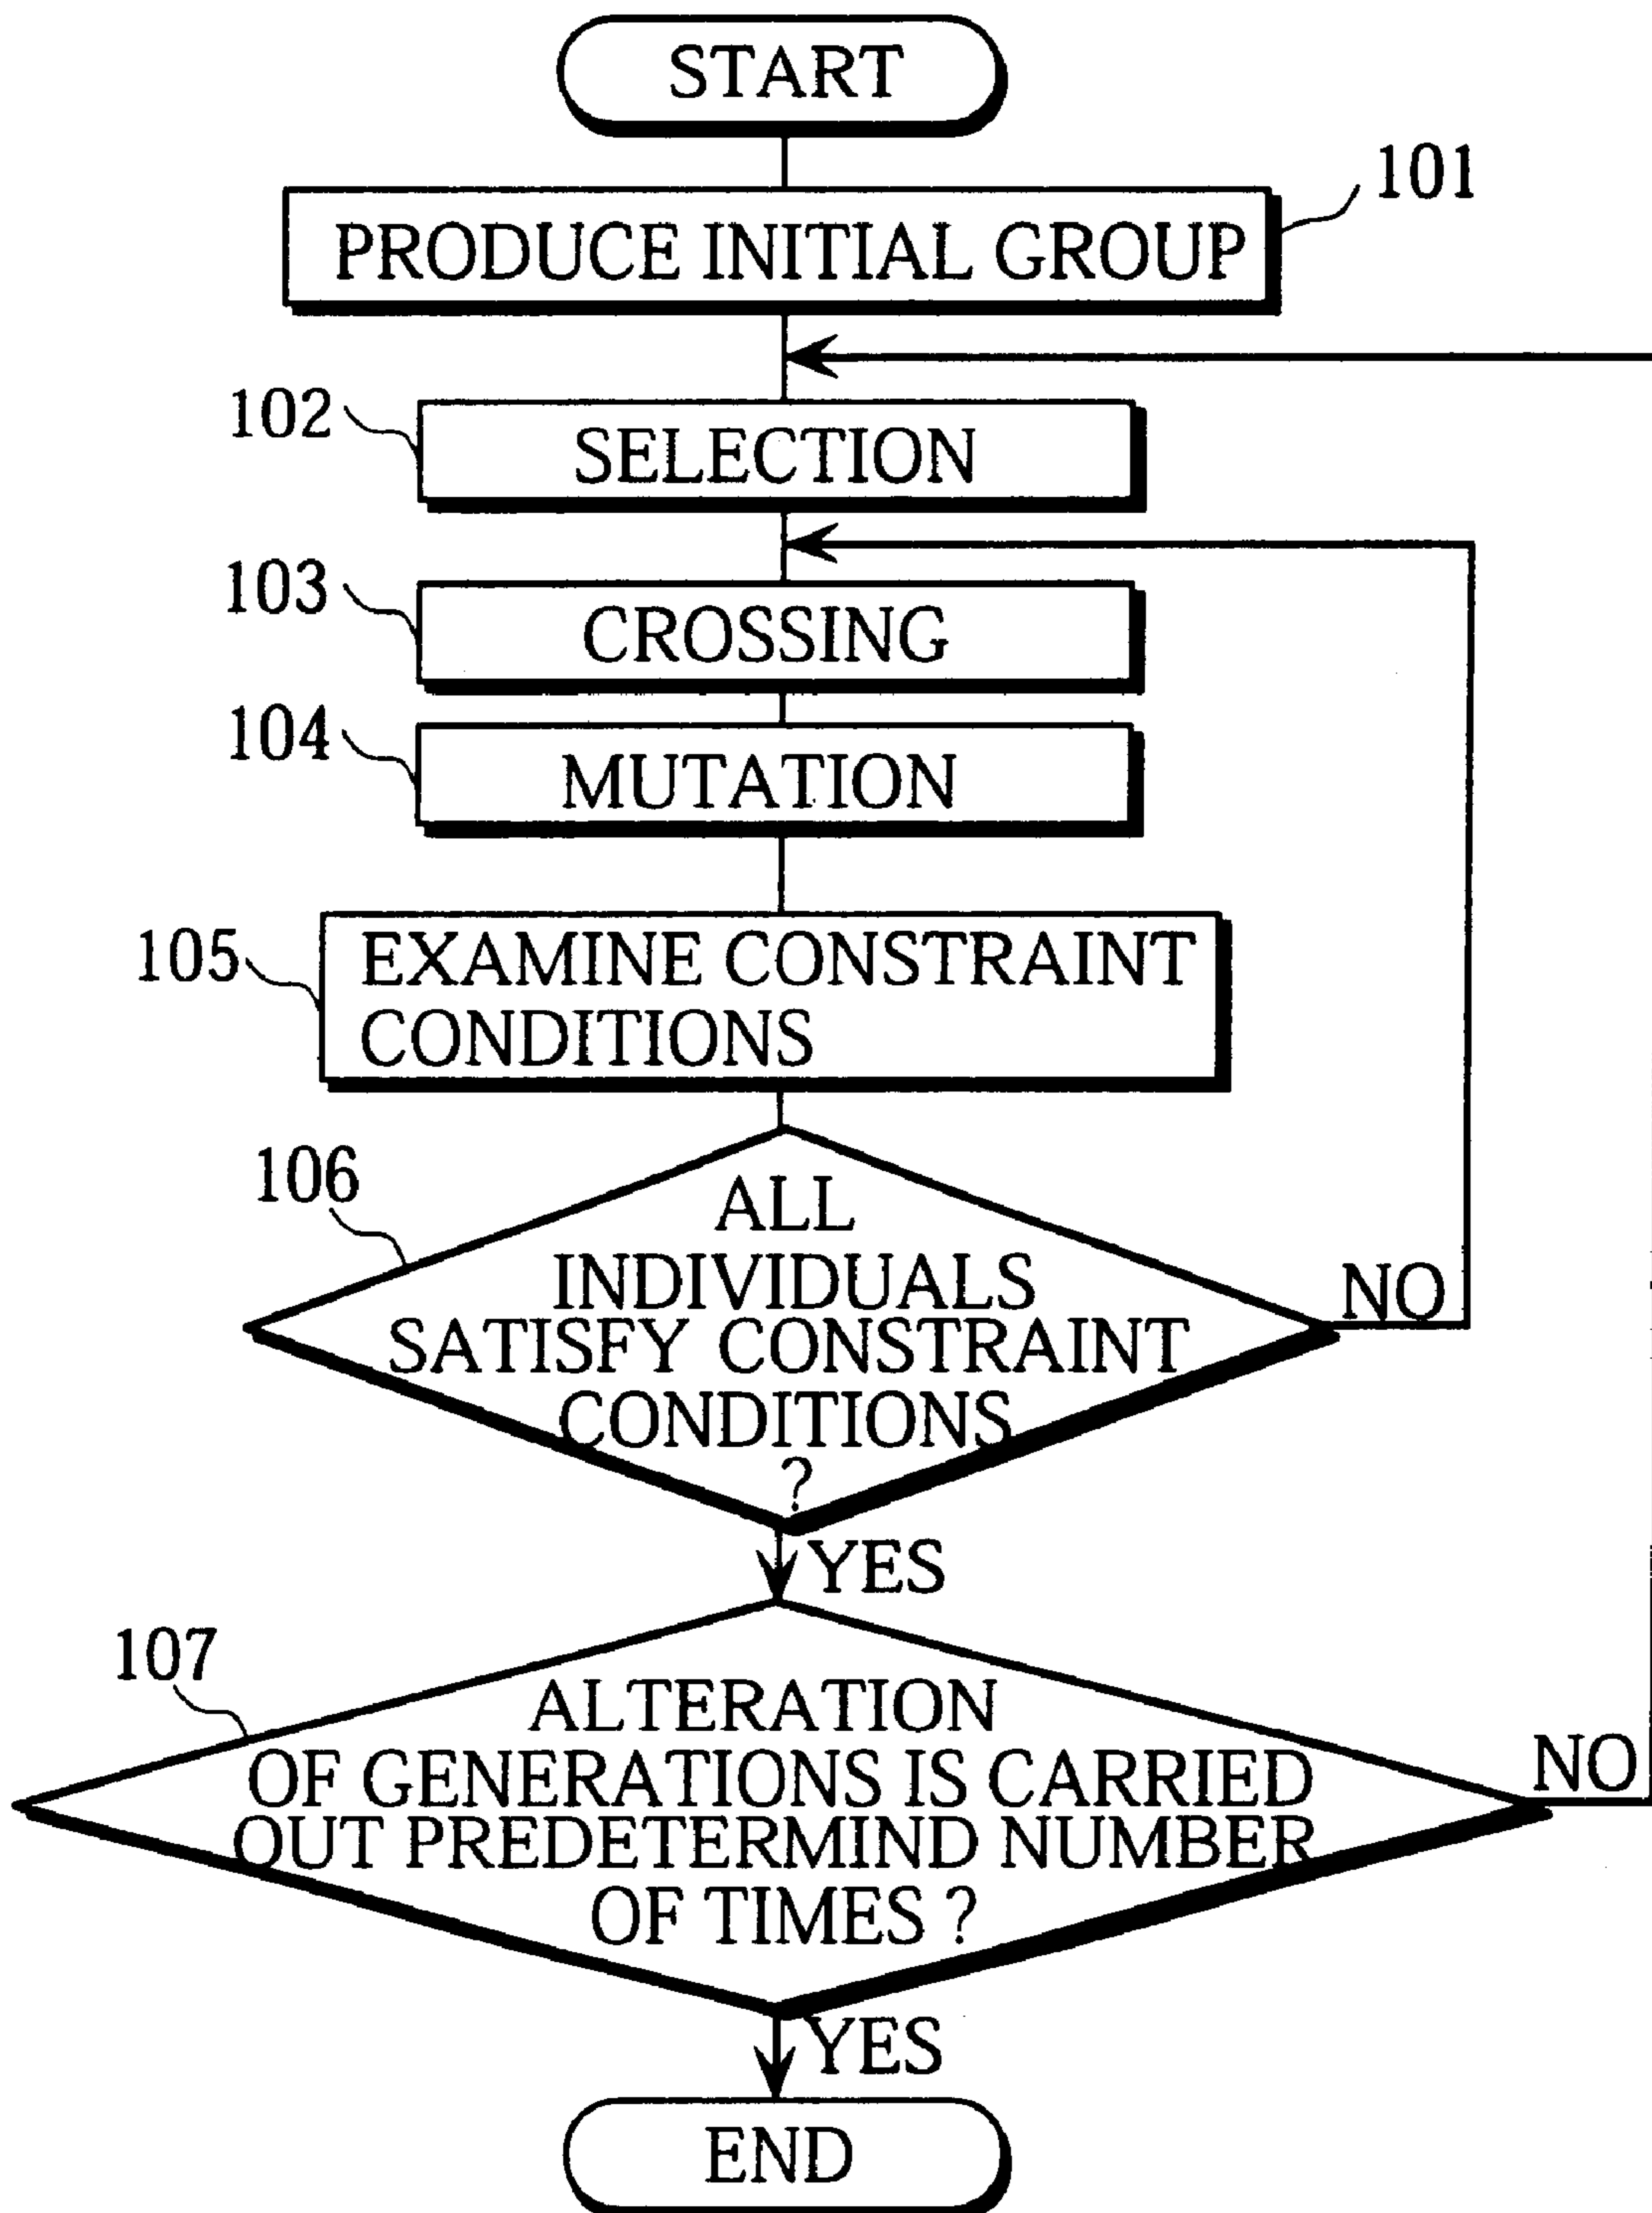 START
101
PRODUCE INITIAL GROUP
102
SELECTION
103
CROSSING
104
MUTATION
105
EXAMINE CONSTRAINT
CONDITIONS
106
ALL
INDIVIDUALS
SATISFY CONSTRAINT
CONDITIONS
?
NO
YES
107
ALTERATION
OF GENERATIONS IS CARRIED
OUT PREDETERMIND NUMBER
OF TIMES ?
NO
YES
END